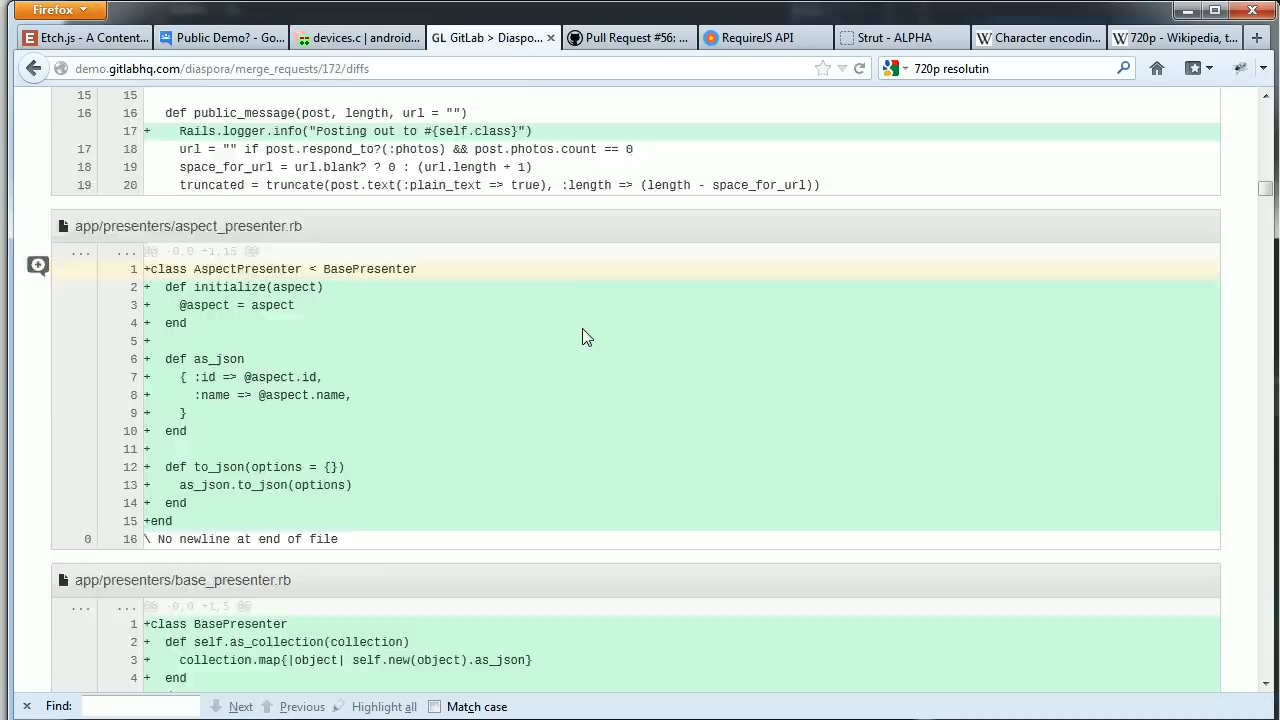 Firefox
Etch.js - A Content... Public Demo? - Go... devices.c | android... GL GitLab > Diaspo... Pull Request #56: ... RequireJS API Strut - ALPHA Character encodin... 720p - Wikipedia, t...
demo.gitlabhq.com/diaspora/merge_requests/172/diffs 720p resolutin
15 15
16 16 def public_message(post, length, url = "")
17 + Rails.logger.info("Posting out to #{self.class}")
17 18 url = "" if post.respond_to?(:photos) && post.photos.count == 0
18 19 space_for_url = url.blank? ? 0 : (url.length + 1)
19 20 truncated = truncate(post.text(:plain_text => true), :length => (length - space_for_url))
app/presenters/aspect_presenter.rb
... ... @@ -0,0 +1,15 @@
1 +class AspectPresenter < BasePresenter
2 + def initialize(aspect)
3 + @aspect = aspect
4 + end
5 +
6 + def as_json
7 + { :id => @aspect.id,
8 + :name => @aspect.name,
9 + }
10 + end
11 +
12 + def to_json(options = {})
13 + as_json.to_json(options)
14 + end
15 +end
0 16 \ No newline at end of file
app/presenters/base_presenter.rb
... ... @@ -0,0 +1,5 @@
1 +class BasePresenter
2 + def self.as_collection(collection)
3 + collection.map{|object| self.new(object).as_json}
4 + end
× Find: Next Previous Highlight all Match case